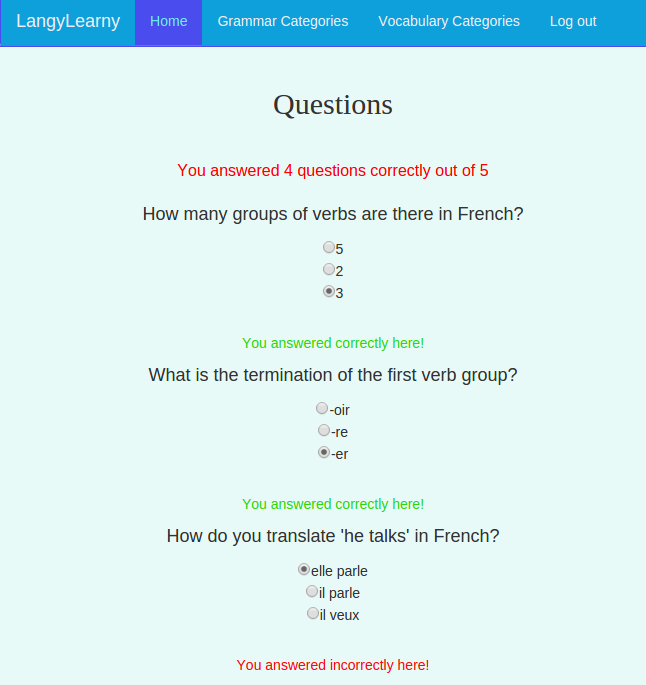 LangyLearny Home Grammar Categories Vocabulary Categories Log out
Questions
You answered 4 questions correctly out of 5
How many groups of verbs are there in French?
5
2
3
You answered correctly here!
What is the termination of the first verb group?
-oir
-re
-er
You answered correctly here!
How do you translate 'he talks' in French?
elle parle
il parle
il veux
You answered incorrectly here!